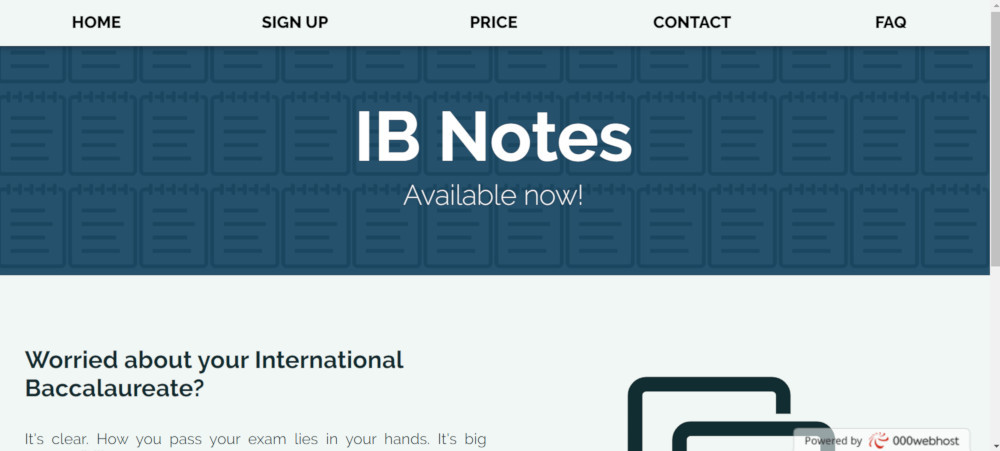 HOME SIGN UP PRICE CONTACT FAQ
IB Notes
Available now!
Worried about your International
Baccalaureate?
It's clear. How you pass your exam lies in your hands. It's big
Powered by 000webhost